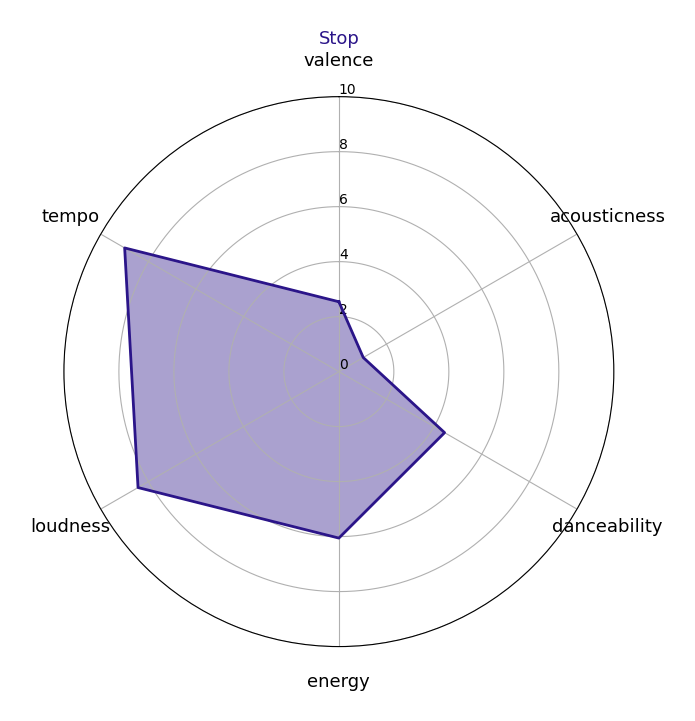 Stop
valence
10
8
tempo
6
acousticness
4
2
0
loudness
danceability
energy